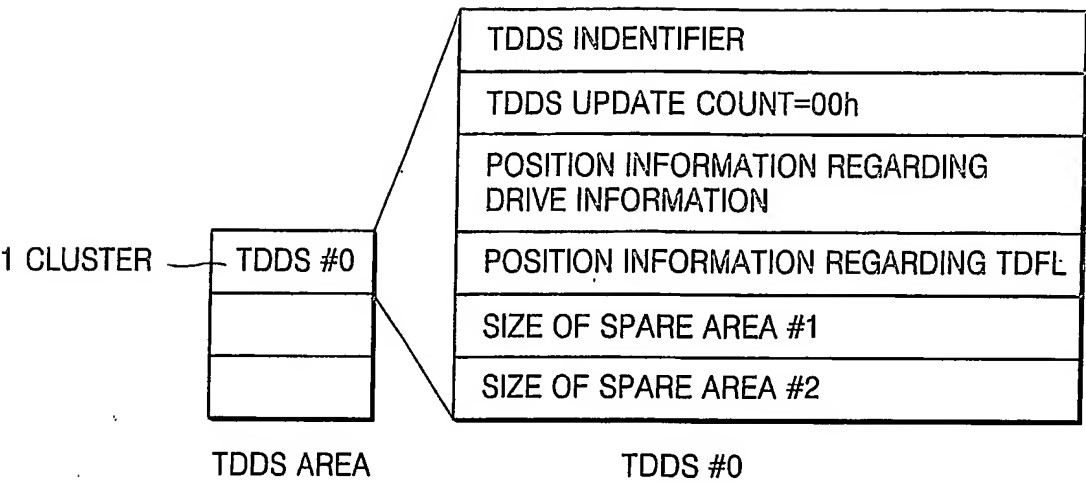 TDDS INDENTIFIER
TDDS UPDATE COUNT=00h
POSITION INFORMATION REGARDING
DRIVE INFORMATION
1 CLUSTER
TDDS #0
POSITION INFORMATION REGARDING TDFL
SIZE OF SPARE AREA #1
SIZE OF SPARE AREA #2
TDDS AREA
TDDS #0